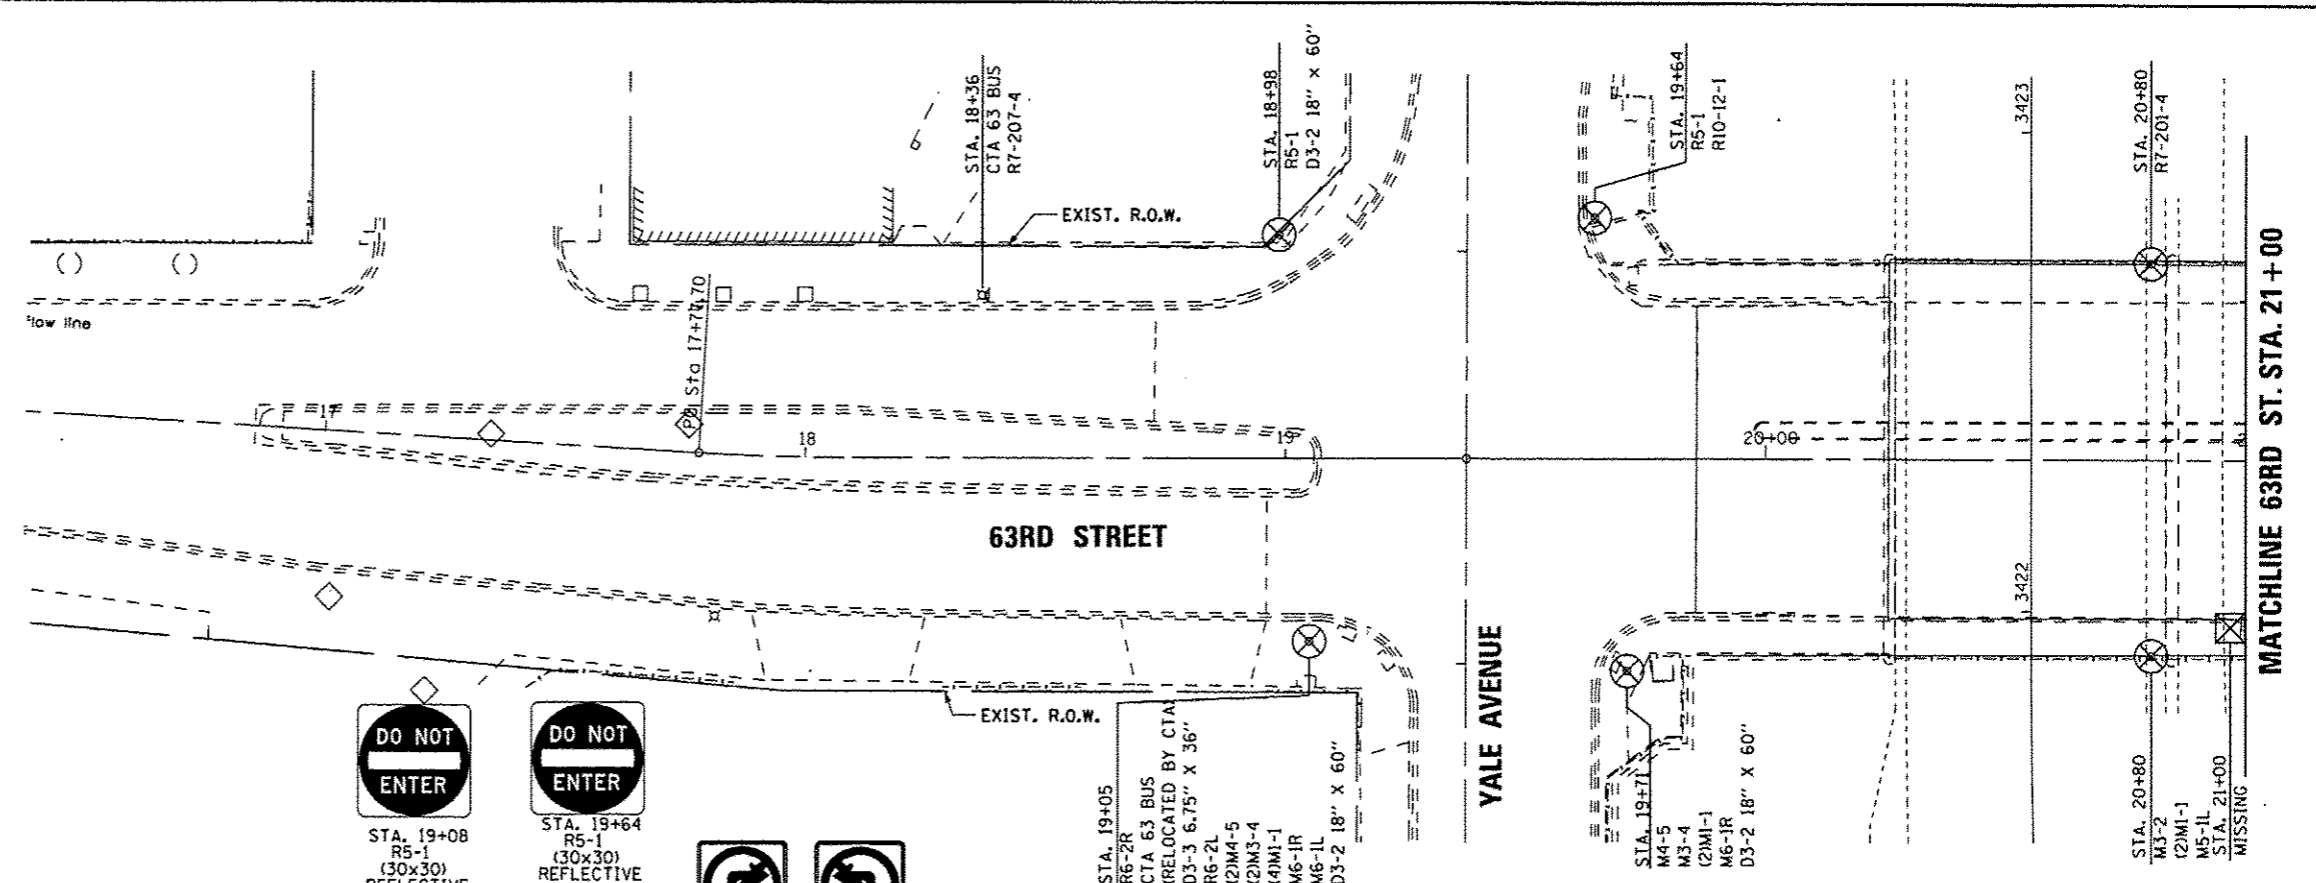 STA. 18+36
CTA 63 BUS
R7-207-4
STA. 18+98
R5-1
D3-2 18" x 60"
STA. 19+64
R5-1
R10-12-1
3423
STA. 20+80
R7-201-4
EXIST. R.O.W.
flow line
Sta 17+77.70
17
18
19
20+00
63RD STREET
3422
MATCHLINE 63RD ST. STA. 21+00
YALE AVENUE
EXIST. R.O.W.
DO NOT
ENTER
STA. 19+08
R5-1
(30x30)
REFLECTIVE
DO NOT
ENTER
STA. 19+64
R5-1
(30x30)
REFLECTIVE
STA. 19+05
R6-2R
CTA 63 BUS
(RELOCATED BY CTA)
D3-3 6.75" X 36"
R6-2L
(2)M4-5
(2)M3-4
(4)M1-1
M6-1R
M6-1L
D3-2 18" X 60"
STA. 19+71
M4-5
M3-4
(2)M1-1
M6-1R
D3-2 18" X 60"
STA. 20+80
M3-2
(2)M1-1
M5-1L
STA. 21+00
MISSING